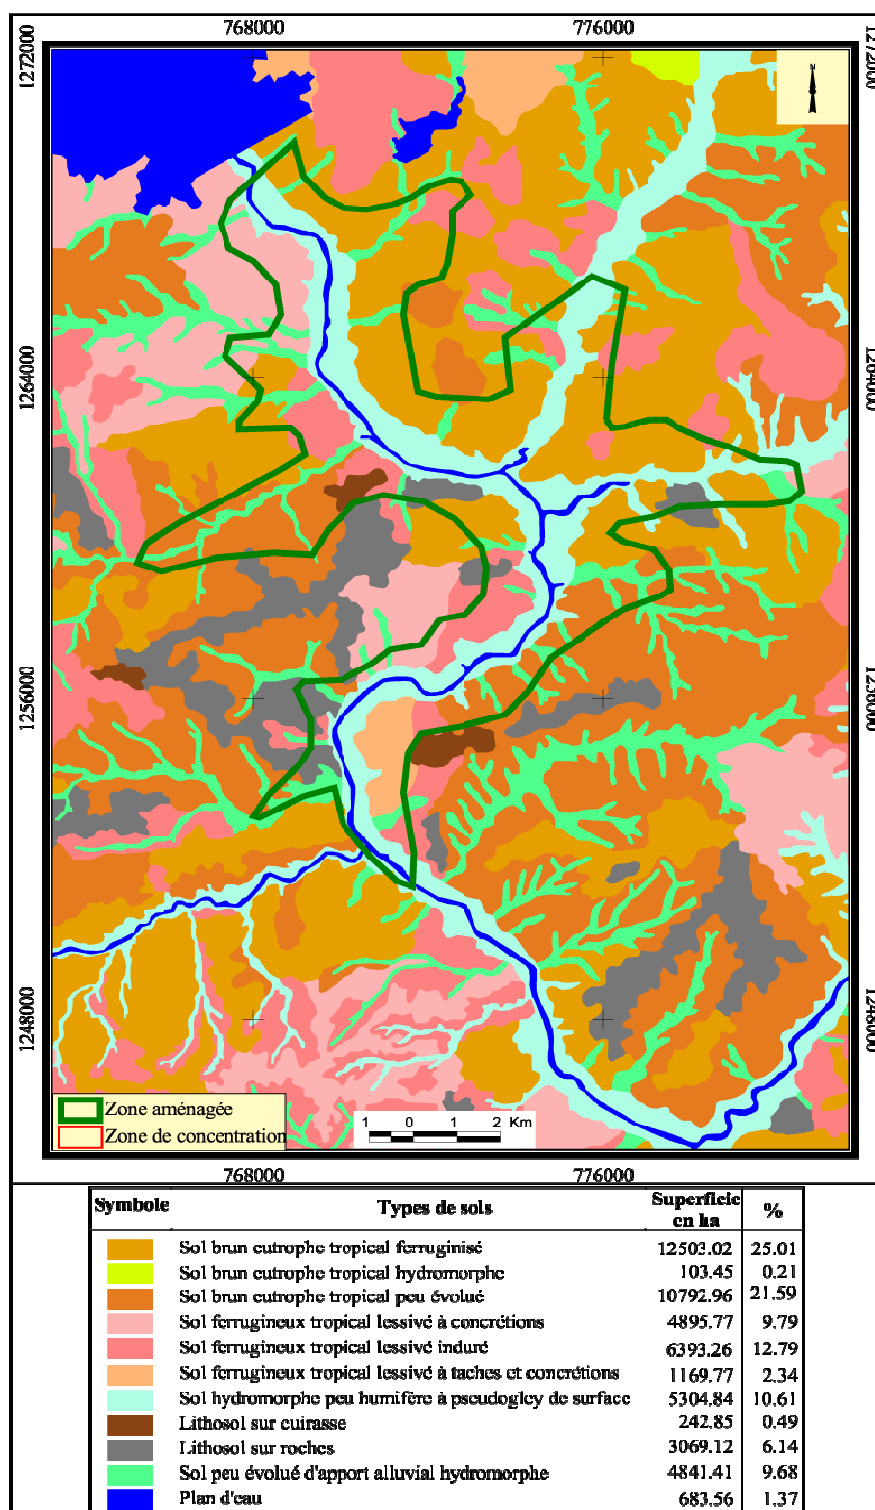 768000 776000
1272000 1272000
N
1264000 1264000
1256000 1256000
1248000 1248000
Zone aménagée
Zone de concentration
1 0 1 2 Km
768000 776000
Symbole Types de sols Superficie en ha %
Sol brun eutrophe tropical ferruginisé 12503.02 25.01
Sol brun eutrophe tropical hydromorphe 103.45 0.21
Sol brun eutrophe tropical peu évolué 10792.96 21.59
Sol ferrugineux tropical lessivé à concrétions 4895.77 9.79
Sol ferrugineux tropical lessivé induré 6393.26 12.79
Sol ferrugineux tropical lessivé à taches et concrétions 1169.77 2.34
Sol hydromorphe peu humifère à pseudogley de surface 5304.84 10.61
Lithosol sur cuirasse 242.85 0.49
Lithosol sur roches 3069.12 6.14
Sol peu évolué d'apport alluvial hydromorphe 4841.41 9.68
Plan d'eau 683.56 1.37